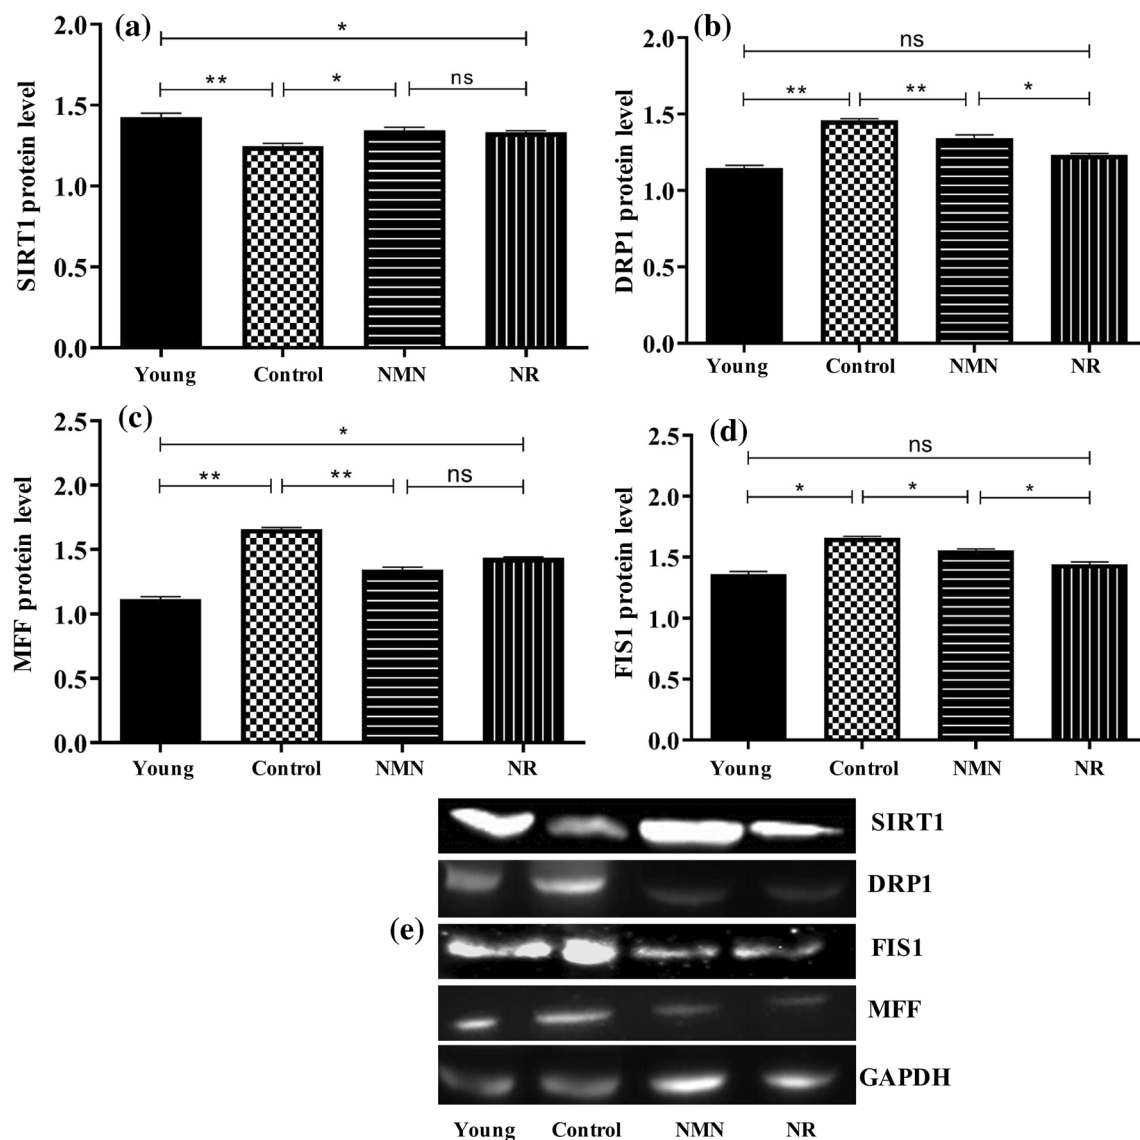 (a)
SIRT1 protein level
2.0
1.5
1.0
0.5
0.0
*
**
*
ns
Young Control NMN NR
(b)
DRP1 protein level
2.0
1.5
1.0
0.5
0.0
ns
**
**
*
Young Control NMN NR
(c)
MFF protein level
2.5
2.0
1.5
1.0
0.5
0.0
*
**
**
ns
Young Control NMN NR
(d)
FIS1 protein level
2.5
2.0
1.5
1.0
0.5
0.0
ns
*
*
*
Young Control NMN NR
(e)
SIRT1
DRP1
FIS1
MFF
GAPDH
Young Control NMN NR